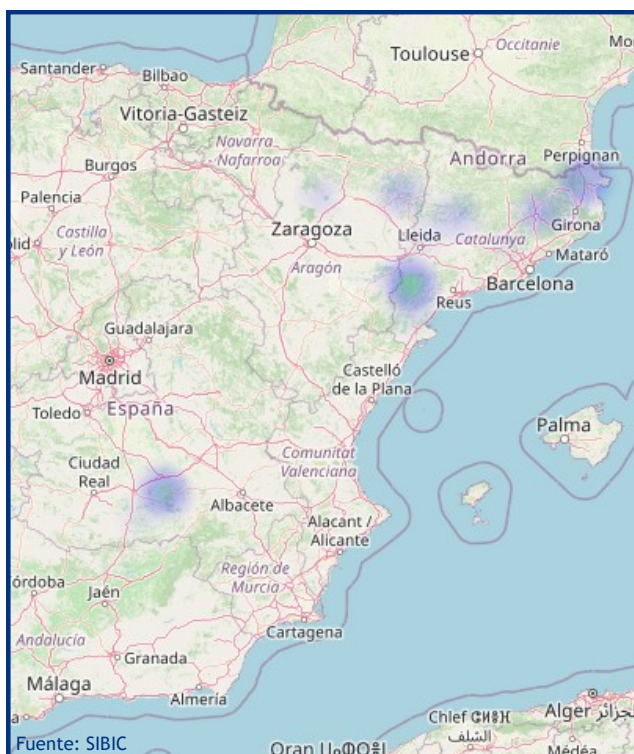 Toulouse
Occitanie
Santander
Bilbao
Vitoria-Gasteiz
Navarra
- Nafarroa
Andorra
Perpignan
Burgos
Palencia
Castilla
y León
Zaragoza
Lleida
Catalunya
Girona
Aragón
Mataró
Barcelona
Reus
Guadalajara
Madrid
Castelló
de la Plana
Toledo
España
Palma
Comunitat
Valenciana
Ciudad
Real
Albacete
Alacant /
Alicante
Región de
Murcia
Jaén
Cartagena
Andalucía
Granada
Málaga
Almería
Chlef
الشلف
Alger
Médéa
Oran
Fuente: SIBIC